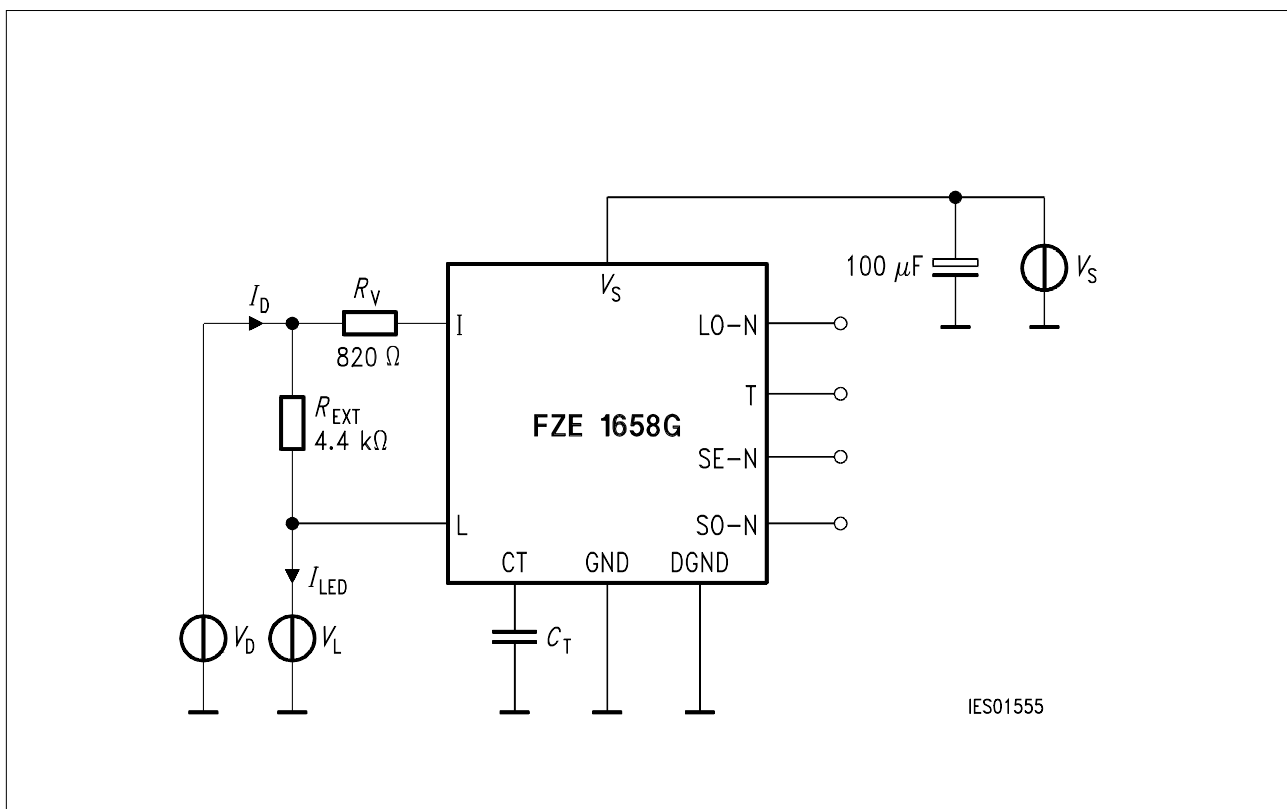 100 µF
V_S
V_S
I_D
R_V
820 Ω
I
LO-N
T
R_EXT
4.4 kΩ
FZE 1658G
SE-N
L
SO-N
CT
GND
DGND
I_LED
V_D
V_L
C_T
IES01555